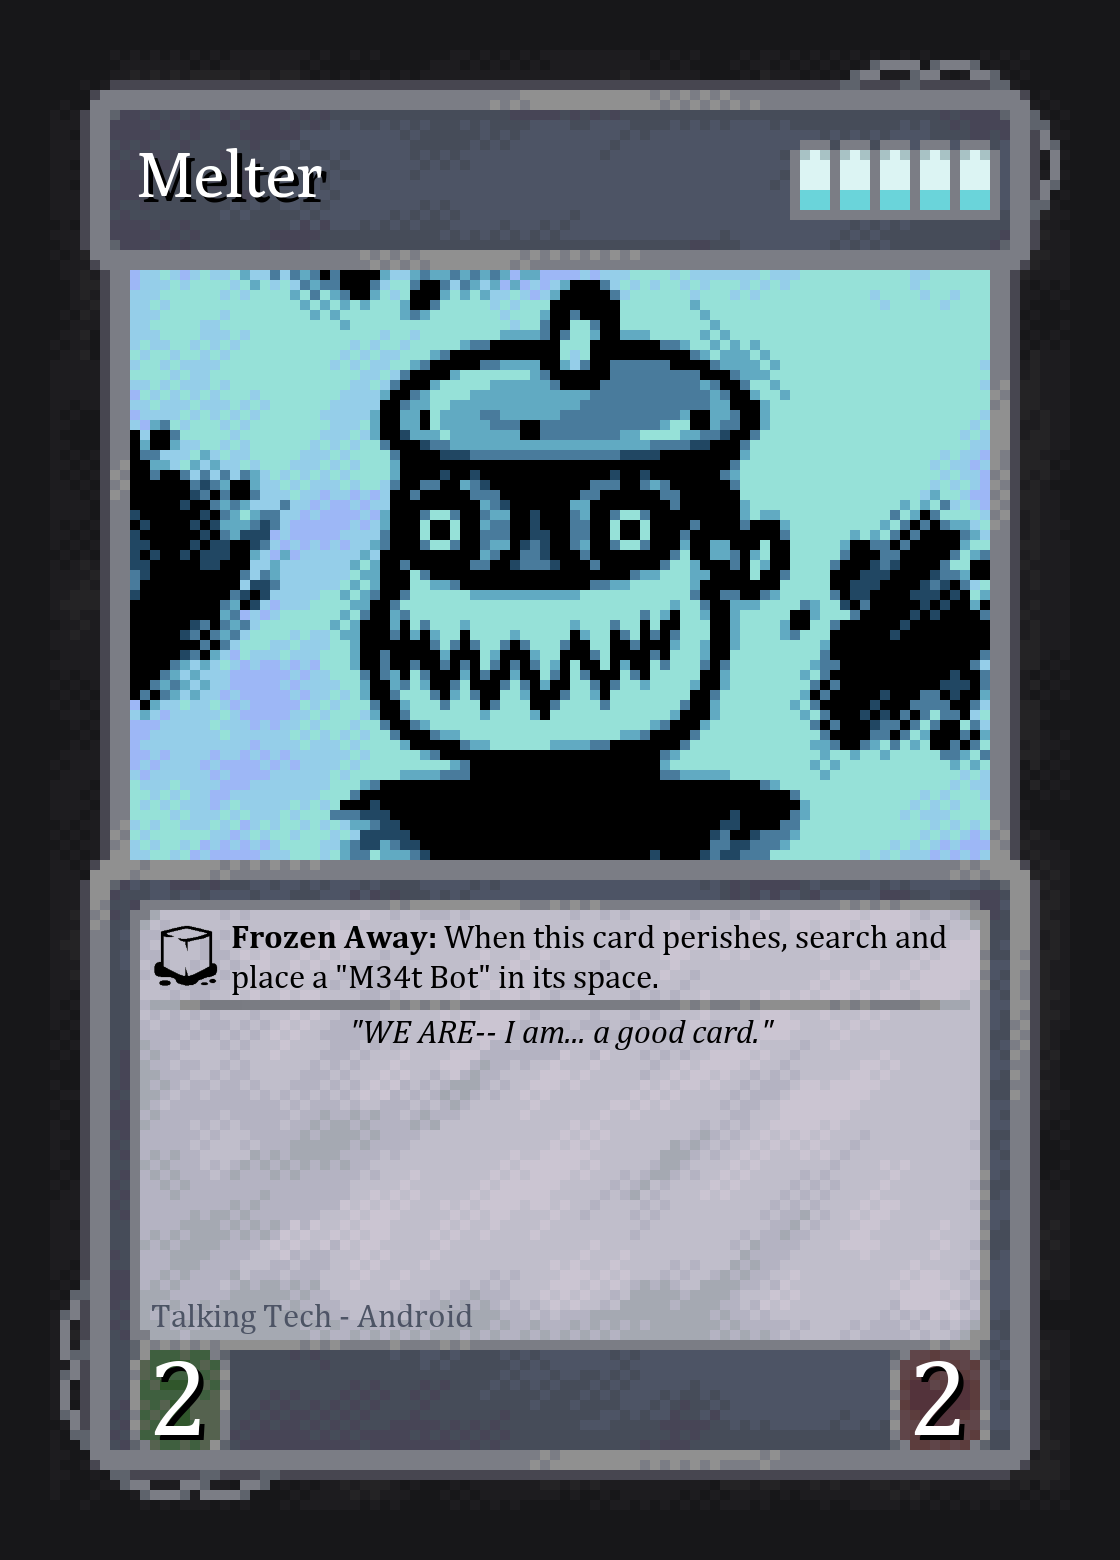 Melter
Frozen Away: When this card perishes, search and
place a "M34t Bot" in its space.
"WE ARE-- I am... a good card."
Talking Tech - Android
2 2